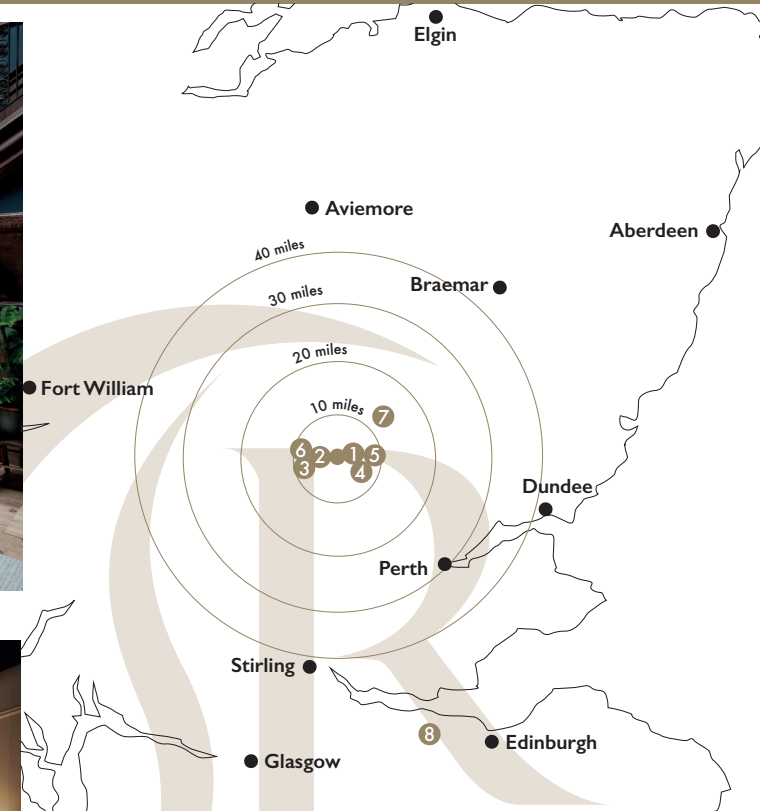 Elgin
Aviemore
Aberdeen
40 miles
Braemar
30 miles
20 miles
Fort William
10 miles
7
6
2
1
5
3
4
Dundee
Perth
Stirling
8
Edinburgh
Glasgow